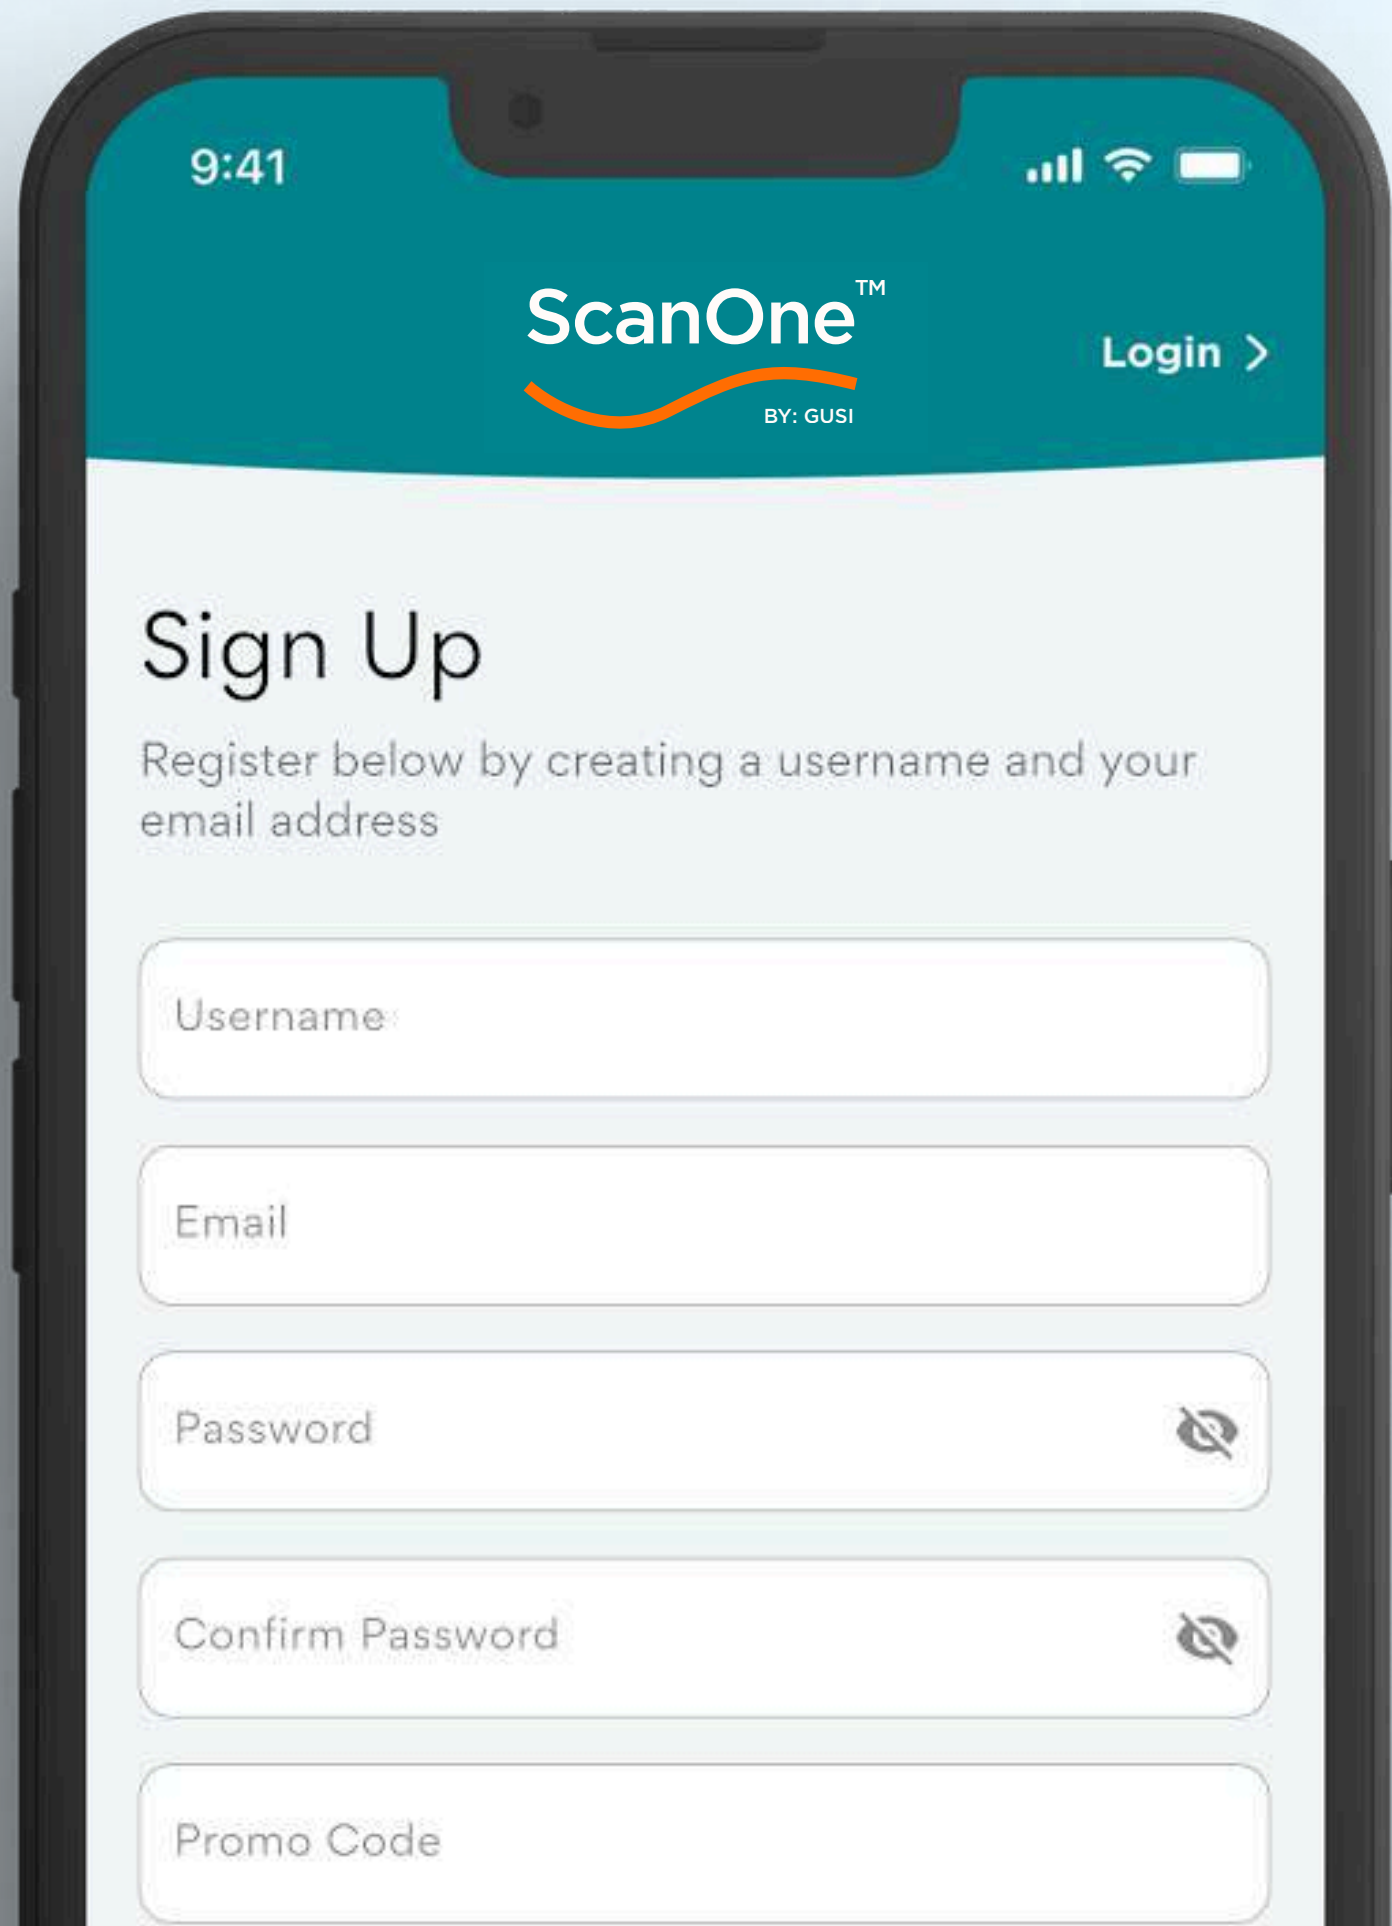 9:41
ScanOne™
Login
BY: GUSI
Sign Up
Register below by creating a username and your
email address
Username
Email
Password
Confirm Password
Promo Code